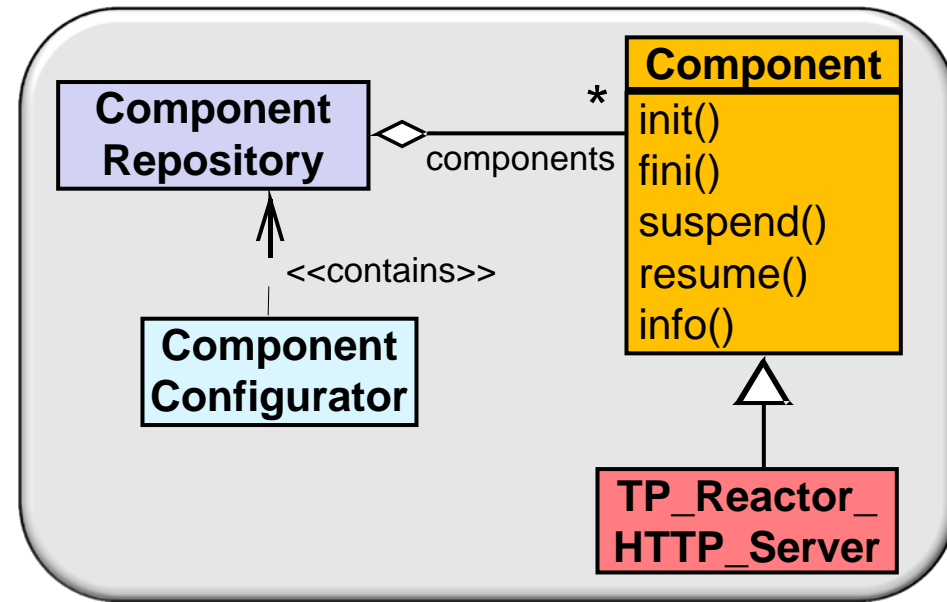 Component
Repository
components
*
Component
init()
fini()
suspend()
resume()
info()
<<contains>>
Component
Configurator
TP_Reactor_
HTTP_Server